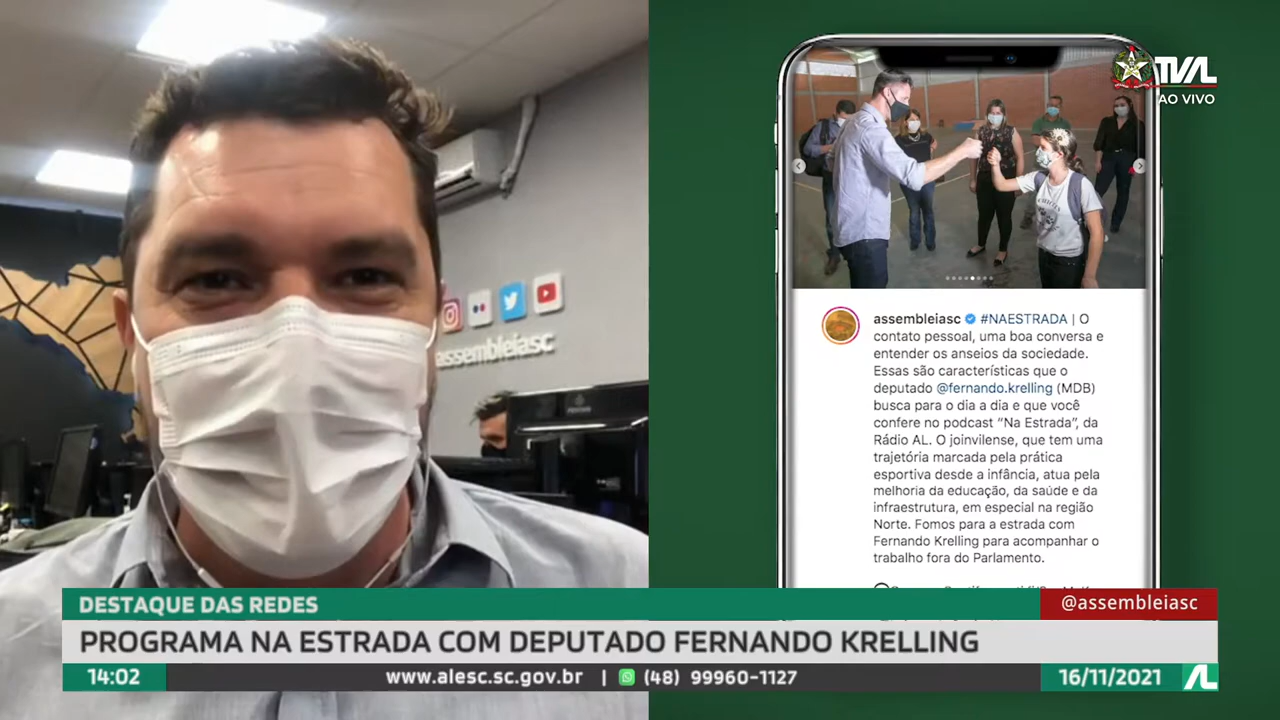 TVAL
AO VIVO
@assembleiasc
assembleiasc #NAESTRADA | O
contato pessoal, uma boa conversa e
entender os anseios da sociedade.
Essas são características que o
deputado @fernando.krelling (MDB)
busca para o dia a dia e que você
confere no podcast “Na Estrada”, da
Rádio AL. O joinvilense, que tem uma
trajetória marcada pela prática
esportiva desde a infância, atua pela
melhoria da educação, da saúde e da
infraestrutura, em especial na região
Norte. Fomos para a estrada com
Fernando Krelling para acompanhar o
trabalho fora do Parlamento.
DESTAQUE DAS REDES
@assembleiasc
PROGRAMA NA ESTRADA COM DEPUTADO FERNANDO KRELLING
14:02
www.alesc.sc.gov.br | (48) 99960-1127
16/11/2021